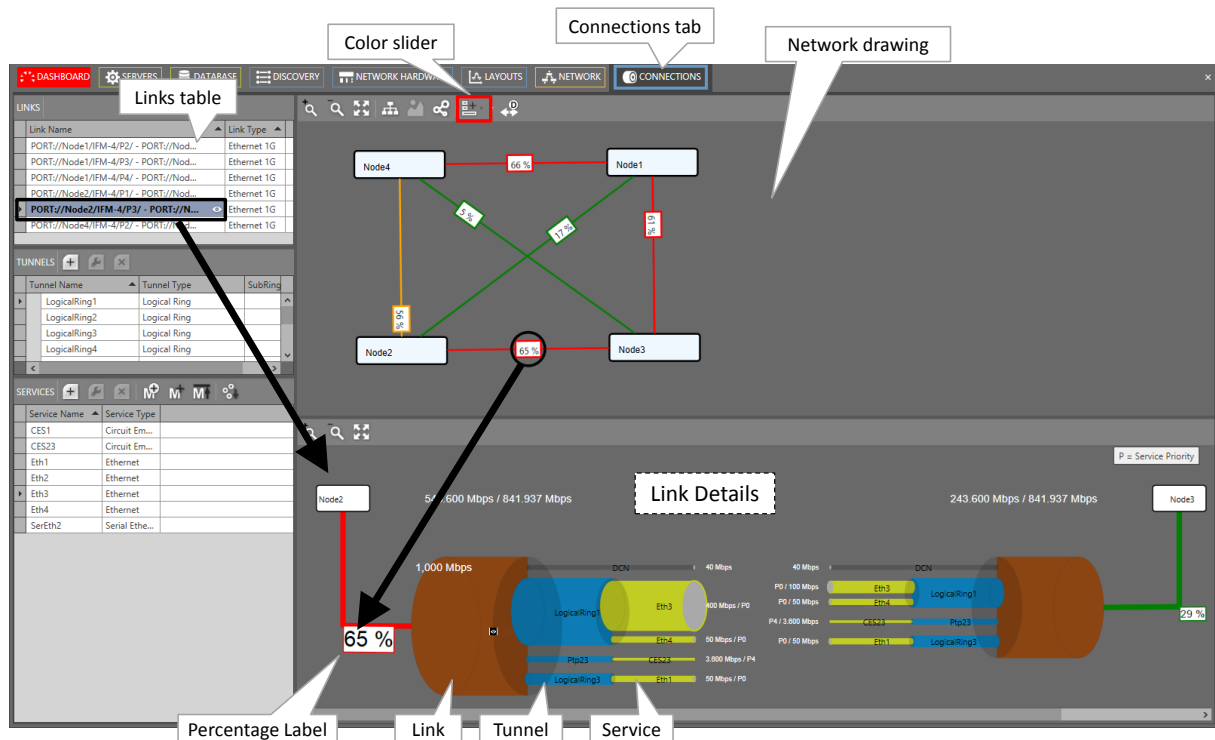 Connections tab
Color slider
Network drawing
DASHBOARD
SERVERS
DATABASE
DISCOVERY
NETWORK HARDWARE
LAYOUTS
NETWORK
CONNECTIONS
Links table
LINKS
Link Name Link Type
PORT://Node1/IFM-4/P2/ - PORT://Nod... Ethernet 1G
PORT://Node1/IFM-4/P3/ - PORT://Nod... Ethernet 1G
PORT://Node1/IFM-4/P4/ - PORT://Nod... Ethernet 1G
PORT://Node2/IFM-4/P1/ - PORT://Nod... Ethernet 1G
PORT://Node2/IFM-4/P3/ - PORT://N... Ethernet 1G
PORT://Node4/IFM-4/P2/ - PORT://Nod... Ethernet 1G
Node4
66 %
Node1
5 %
17 %
61 %
56 %
Node2
65 %
Node3
TUNNELS
Tunnel Name Tunnel Type SubRing
LogicalRing1 Logical Ring
LogicalRing2 Logical Ring
LogicalRing3 Logical Ring
LogicalRing4 Logical Ring
SERVICES
Service Name Service Type
CES1 Circuit Em...
CES23 Circuit Em...
Eth1 Ethernet
Eth2 Ethernet
Eth3 Ethernet
Eth4 Ethernet
SerEth2 Serial Ethe...
P = Service Priority
Node2
.600 Mbps / 841.937 Mbps
Link Details
243.600 Mbps / 841.937 Mbps
Node3
1,000 Mbps
DCN 40 Mbps
LogicalRing1 Eth3 400 Mbps / P0
Eth4 50 Mbps / P0
Ptp23 CES23 3.600 Mbps / P4
LogicalRing3 Eth1 50 Mbps / P0
40 Mbps DCN
P0 / 100 Mbps Eth3 LogicalRing1
P0 / 50 Mbps Eth4
P4 / 3.600 Mbps CES23 Ptp23
P0 / 50 Mbps Eth1 LogicalRing3
65 %
29 %
Percentage Label
Link
Tunnel
Service